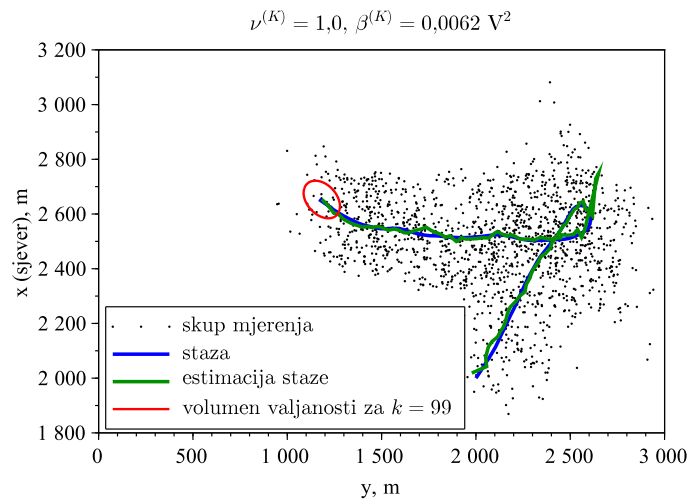 ν^(K) = 1,0, β^(K) = 0,0062 V²
3 200
3 000
2 800
2 600
2 400
2 200
2 000
1 800
x (sjever), m
skup mjerenja
staza
estimacija staze
volumen valjanosti za k = 99
0 500 1 000 1 500 2 000 2 500 3 000
y, m